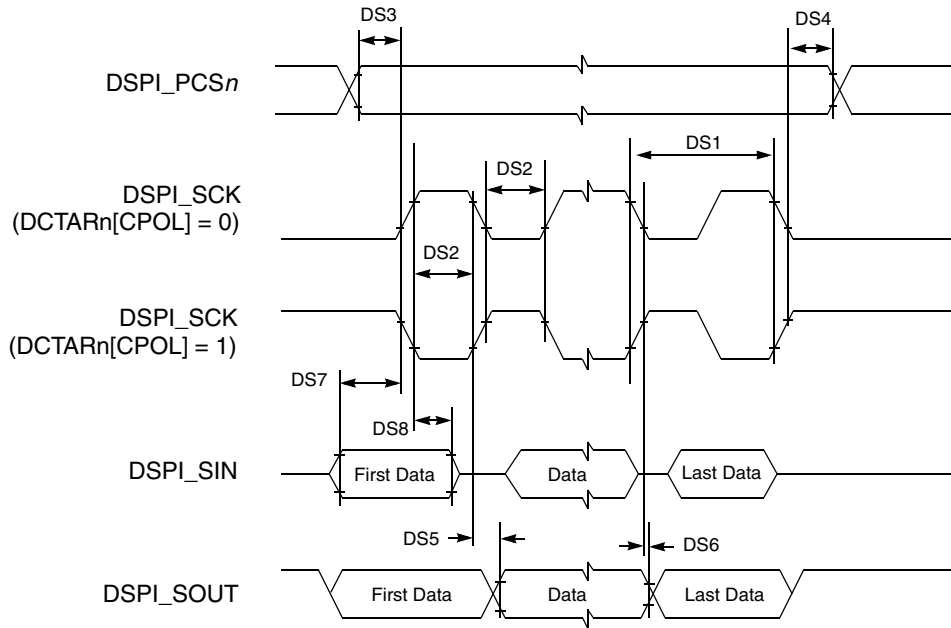 DS3
DS4
DSPI_PCSn
DS1
DS2
DSPI_SCK
(DCTARn[CPOL] = 0)
DS2
DSPI_SCK
(DCTARn[CPOL] = 1)
DS7
DS8
DSPI_SIN
First Data
Data
Last Data
DS5
DS6
DSPI_SOUT
First Data
Data
Last Data